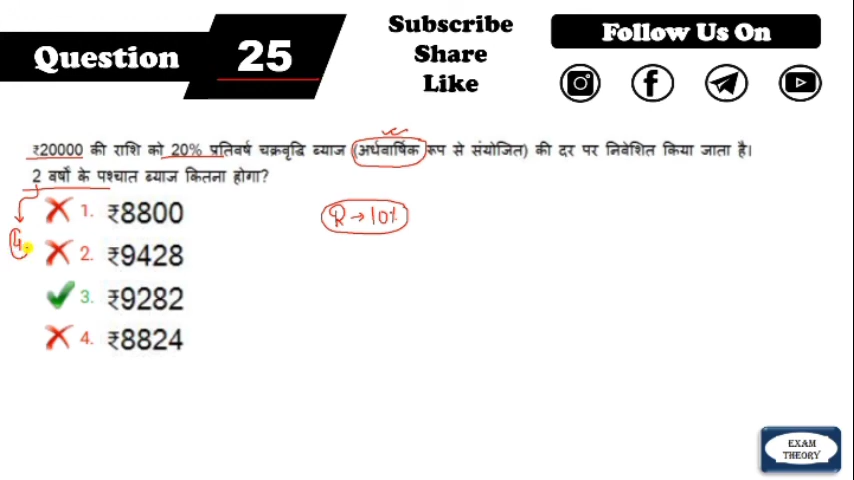 Question 25
Subscribe
Share
Like
Follow Us On
₹20000 की राशि को 20% प्रतिवर्ष चक्रवृद्धि ब्याज (अर्धवार्षिक रूप से संयोजित) की दर पर निवेशित किया जाता है।
2 वर्षों के पश्चात ब्याज कितना होगा?
1. ₹8800
2. ₹9428
3. ₹9282
4. ₹8824
R → 10%
4
EXAM
THEORY